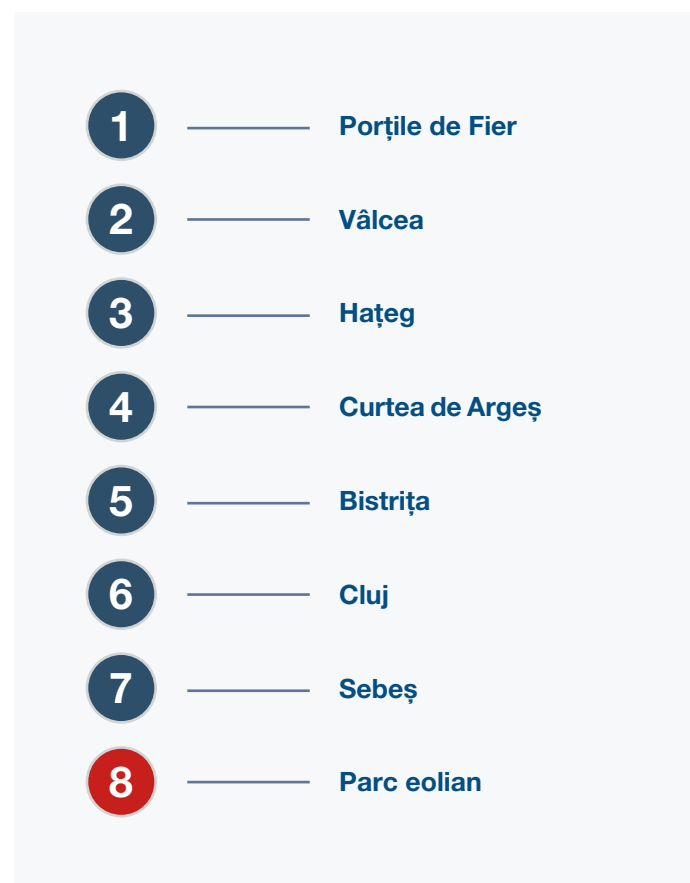 1 Porțile de Fier
2 Vâlcea
3 Hațeg
4 Curtea de Argeș
5 Bistrița
6 Cluj
7 Sebeș
8 Parc eolian